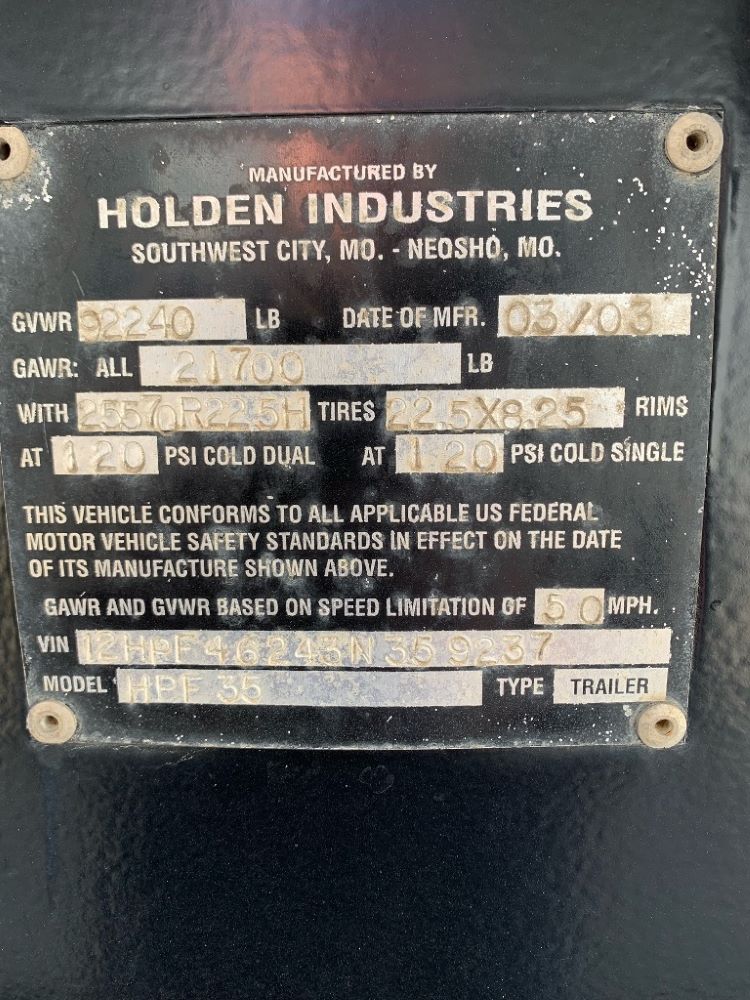 MANUFACTURED BY
HOLDEN INDUSTRIES
SOUTHWEST CITY, MO. - NEOSHO, MO.
GVWR 92240 LB DATE OF MFR. 03/03
GAWR: ALL 21700 LB
WITH 25570R22.5H TIRES 22.5X8.25 RIMS
AT 120 PSI COLD DUAL AT 120 PSI COLD SINGLE
THIS VEHICLE CONFORMS TO ALL APPLICABLE US FEDERAL
MOTOR VEHICLE SAFETY STANDARDS IN EFFECT ON THE DATE
OF ITS MANUFACTURE SHOWN ABOVE.
GAWR AND GVWR BASED ON SPEED LIMITATION OF 50 MPH.
VIN 12HPF46243N359237
MODEL HPF 35 TYPE TRAILER